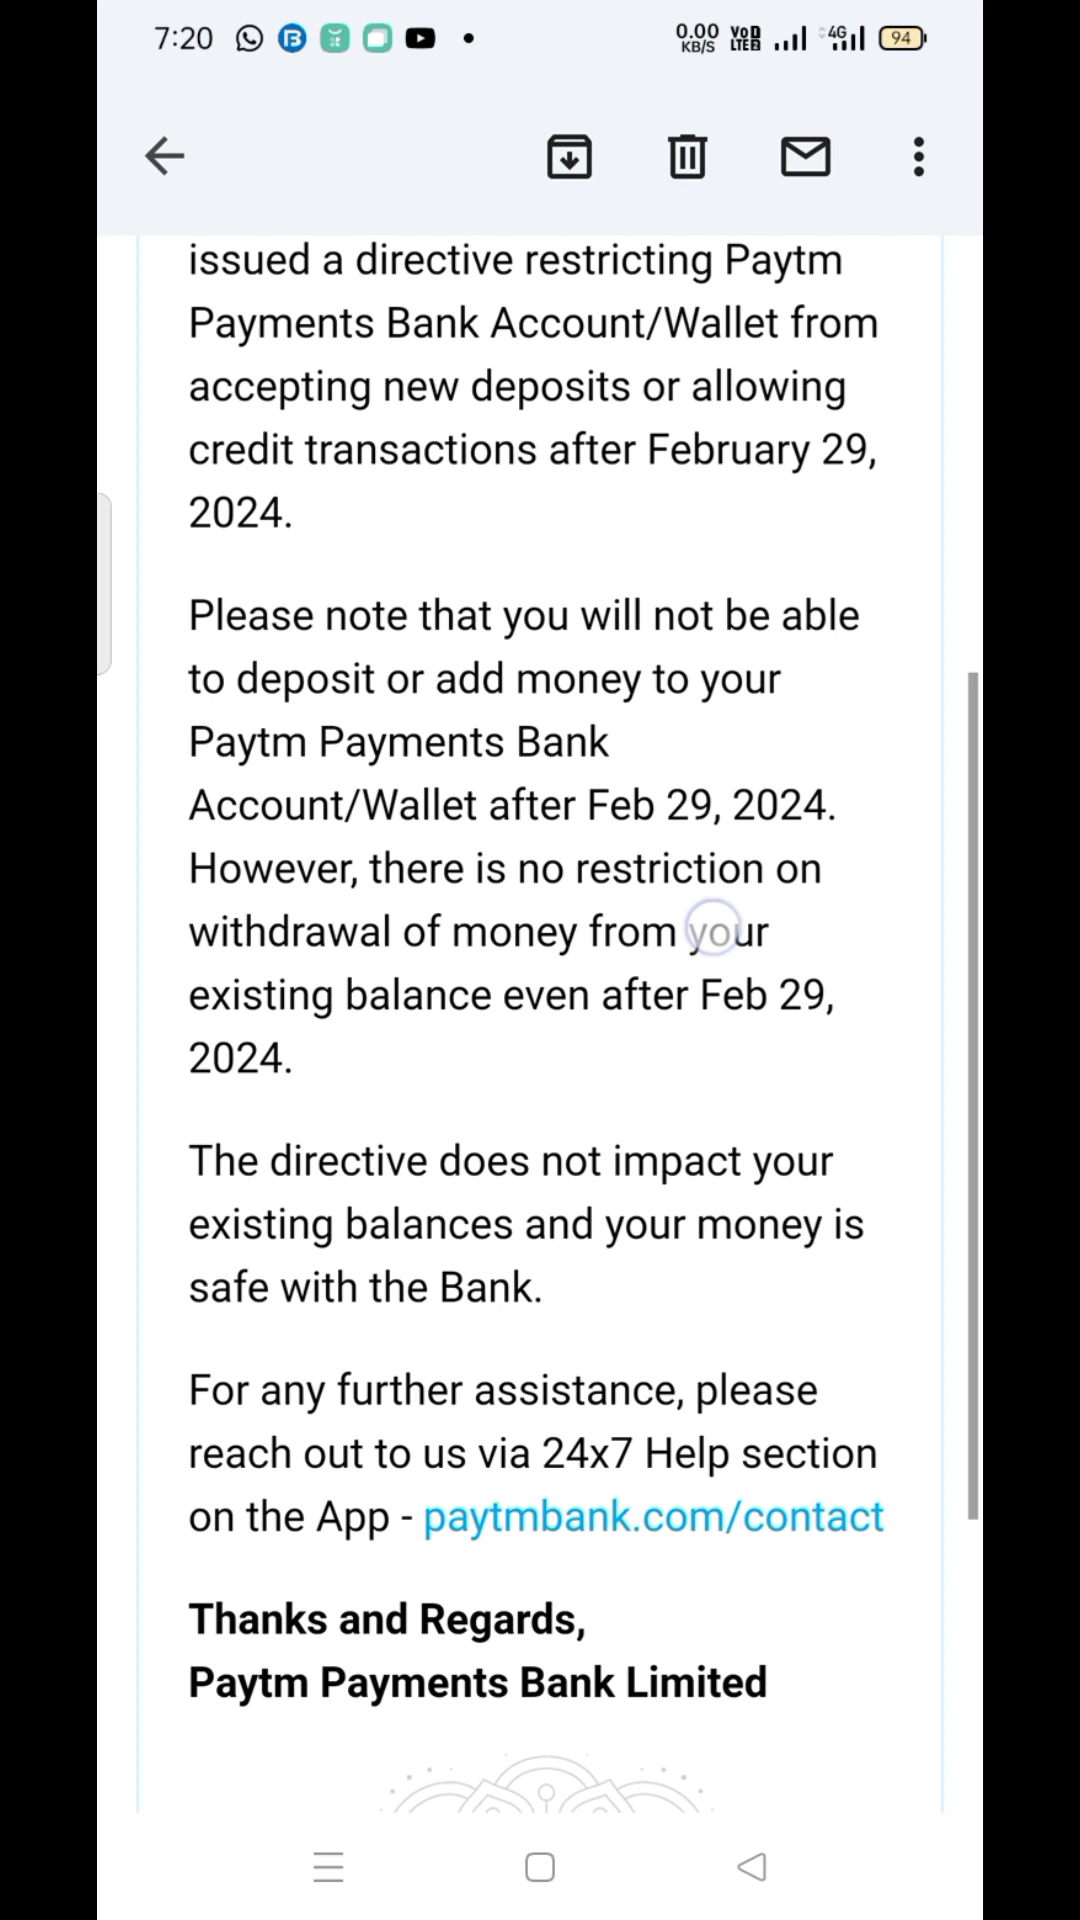 7:20
0.00
KB/S
VoD
LTE2
4G
94
issued a directive restricting Paytm
Payments Bank Account/Wallet from
accepting new deposits or allowing
credit transactions after February 29,
2024.
Please note that you will not be able
to deposit or add money to your
Paytm Payments Bank
Account/Wallet after Feb 29, 2024.
However, there is no restriction on
withdrawal of money from your
existing balance even after Feb 29,
2024.
The directive does not impact your
existing balances and your money is
safe with the Bank.
For any further assistance, please
reach out to us via 24x7 Help section
on the App - paytmbank.com/contact
Thanks and Regards,
Paytm Payments Bank Limited